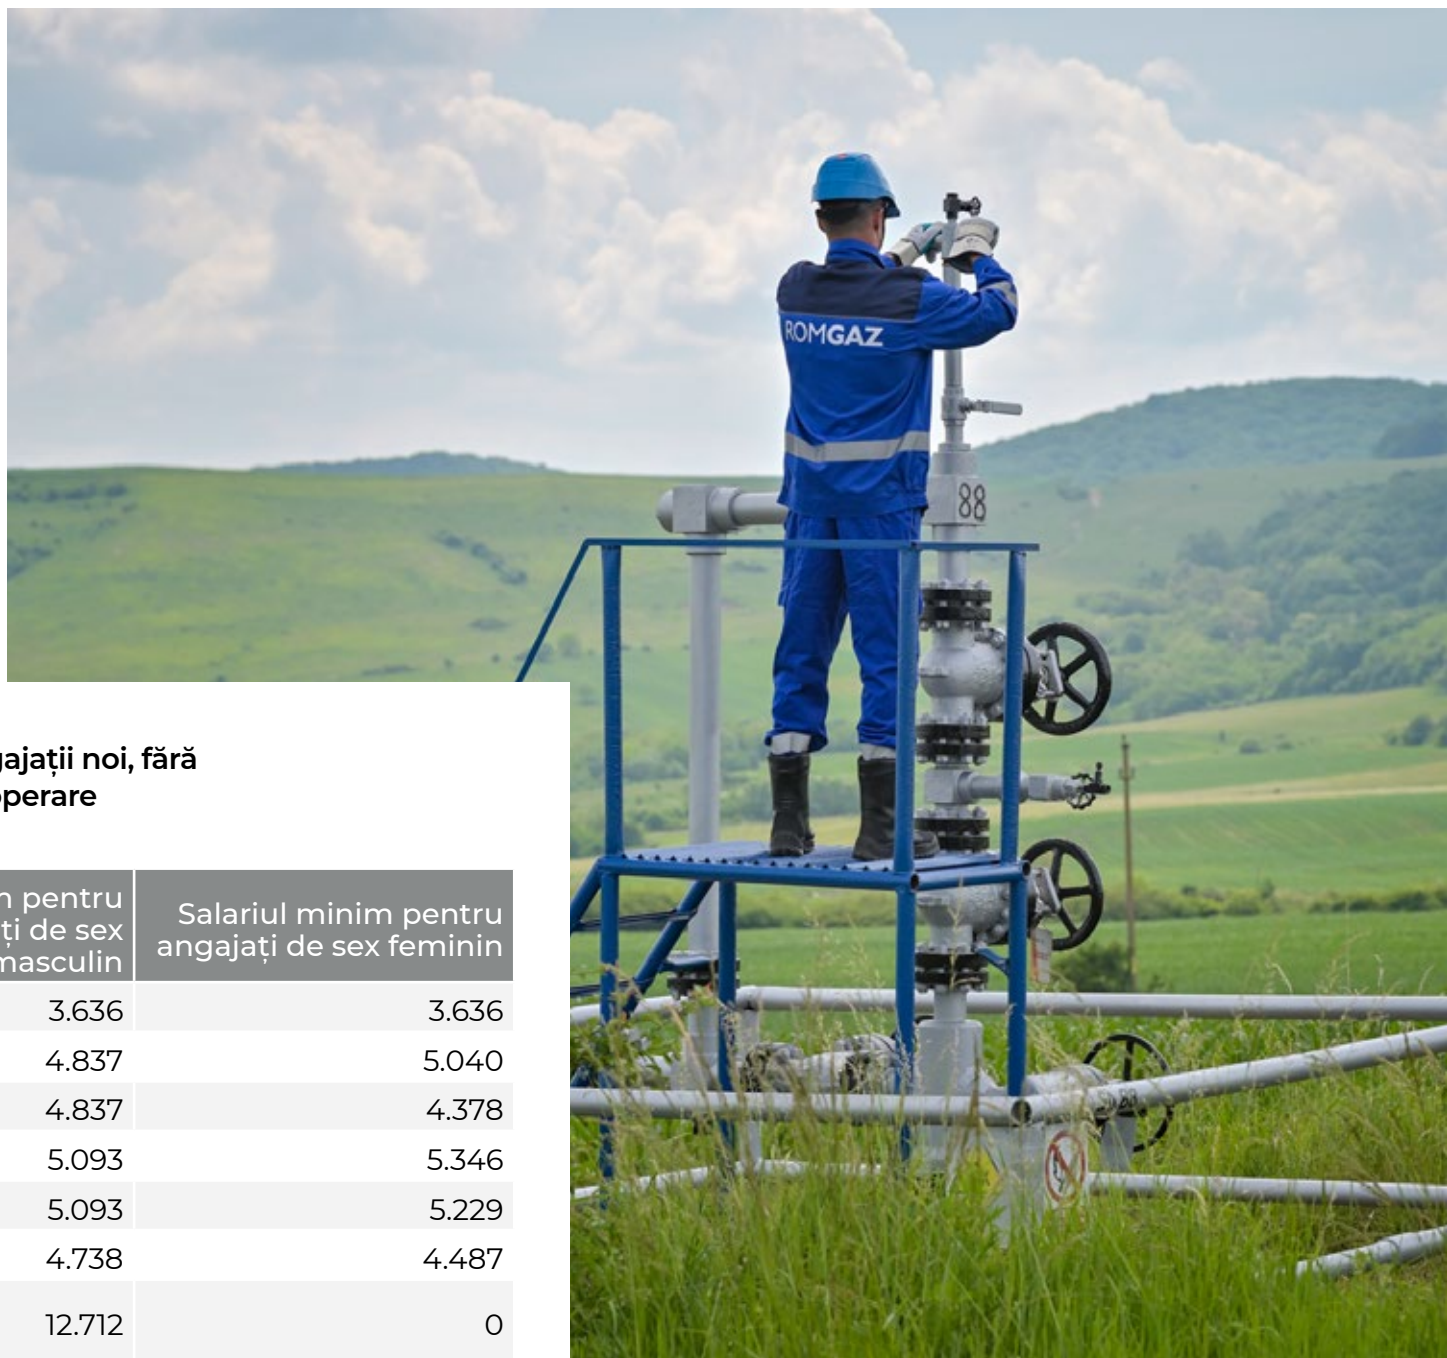 ROMGAZ
88
gajații noi, fără
operare
pentru
ți de sex
masculin
Salariul minim pentru
angajați de sex feminin
3.636 3.636
4.837 5.040
4.837 4.378
5.093 5.346
5.093 5.229
4.738 4.487
12.712 0